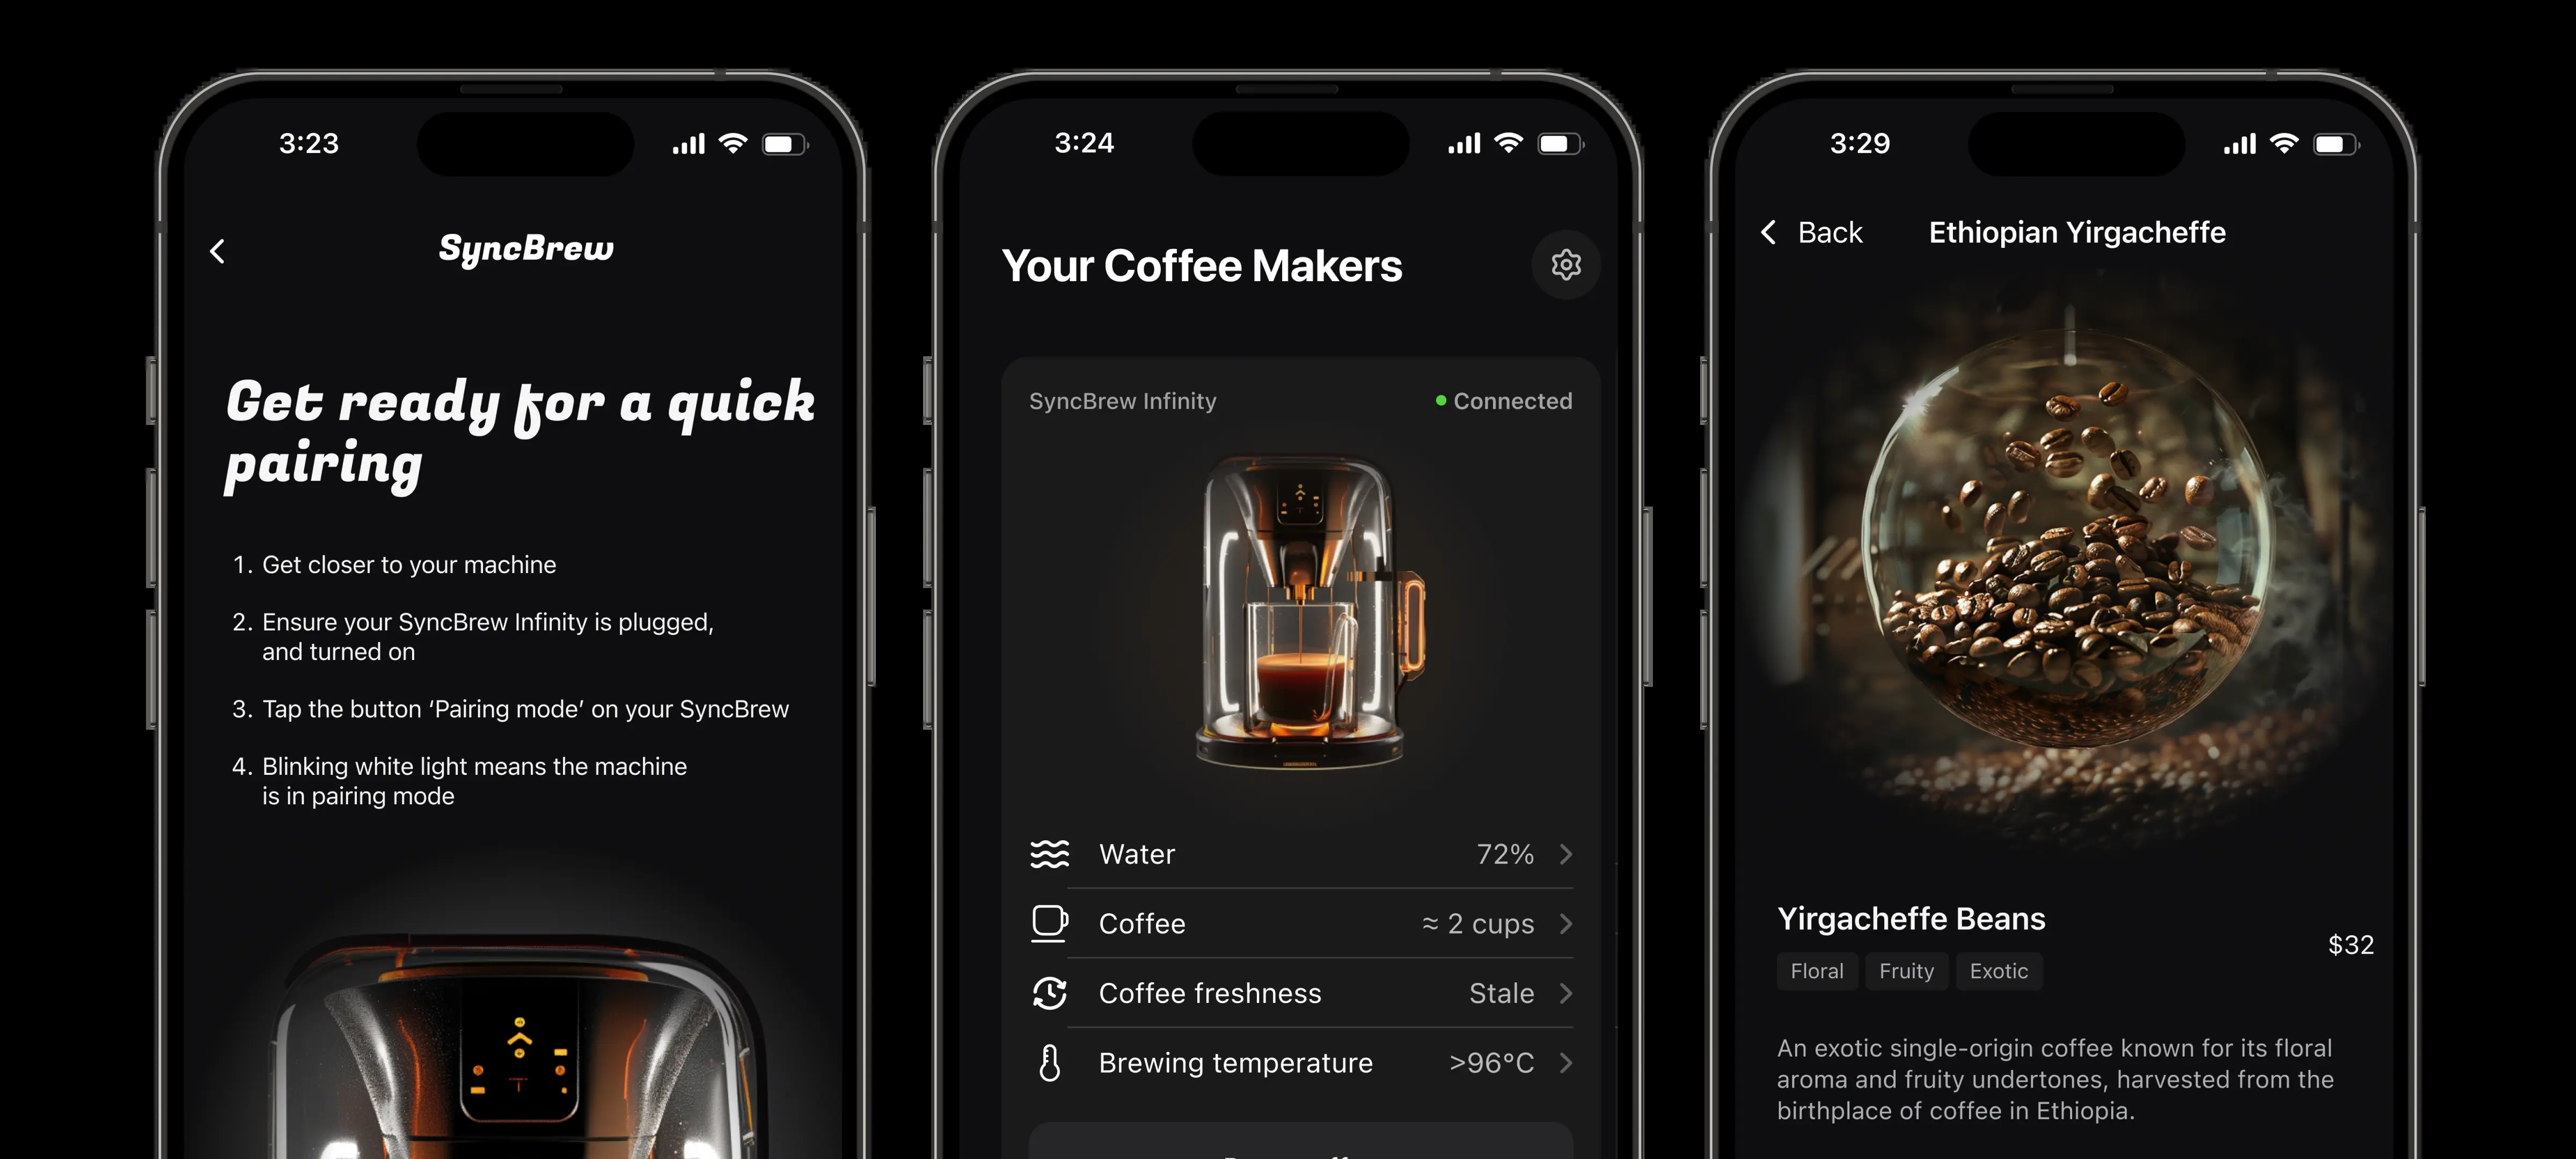 3:23
SyncBrew
Get ready for a quick
pairing
1. Get closer to your machine
2. Ensure your SyncBrew Infinity is plugged,
and turned on
3. Tap the button ‘Pairing mode’ on your SyncBrew
4. Blinking white light means the machine
is in pairing mode
3:24
Your Coffee Makers
SyncBrew Infinity
Connected
Water 72%
Coffee ≈ 2 cups
Coffee freshness Stale
Brewing temperature >96°C
3:29
Back Ethiopian Yirgacheffe
Yirgacheffe Beans
$32
Floral Fruity Exotic
An exotic single-origin coffee known for its floral
aroma and fruity undertones, harvested from the
birthplace of coffee in Ethiopia.